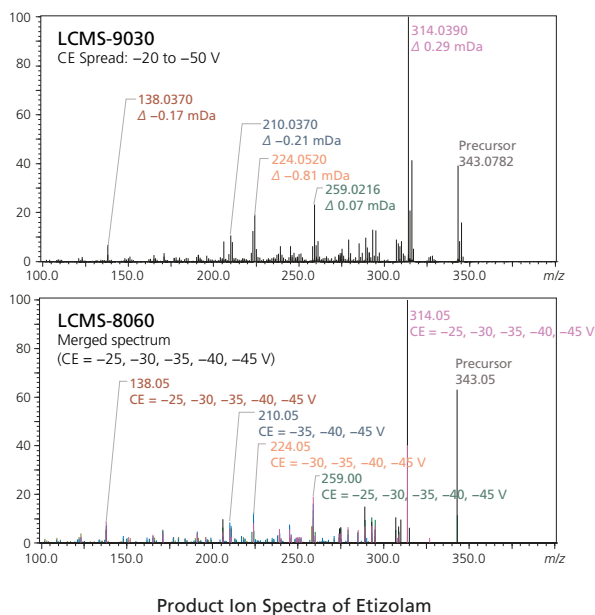 100
LCMS-9030
CE Spread: −20 to −50 V
314.0390
Δ 0.29 mDa
80
138.0370
Δ −0.17 mDa
60
210.0370
Δ −0.21 mDa
Precursor
343.0782
40
224.0520
Δ −0.81 mDa
259.0216
Δ 0.07 mDa
20
0
100.0 150.0 200.0 250.0 300.0 350.0 m/z
100
LCMS-8060
Merged spectrum
(CE = −25, −30, −35, −40, −45 V)
314.05
CE = −25, −30, −35, −40, −45 V
80
138.05
CE = −25, −30, −35, −40, −45 V
Precursor
343.05
60
210.05
CE = −35, −40, −45 V
40
224.05
CE = −30, −35, −40, −45 V
259.00
CE = −25, −30, −35, −40, −45 V
20
0
100.0 150.0 200.0 250.0 300.0 350.0 m/z
Product Ion Spectra of Etizolam